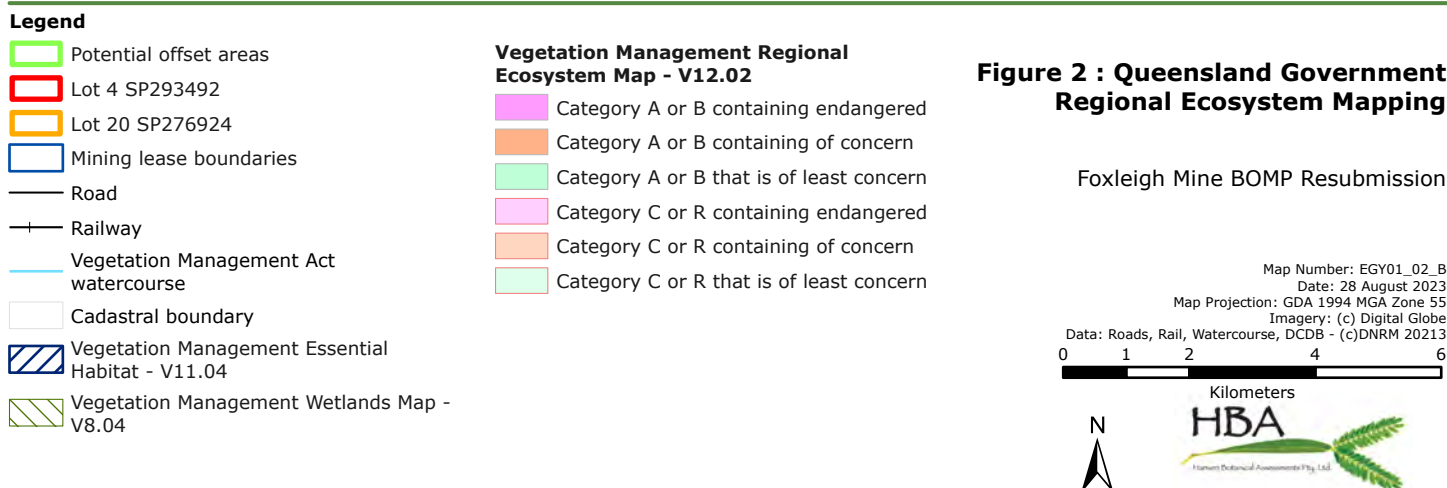 Legend
Potential offset areas
Lot 4 SP293492
Lot 20 SP276924
Mining lease boundaries
Road
Railway
Vegetation Management Act
watercourse
Cadastral boundary
Vegetation Management Essential
Habitat - V11.04
Vegetation Management Wetlands Map -
V8.04
Vegetation Management Regional
Ecosystem Map - V12.02
Category A or B containing endangered
Category A or B containing of concern
Category A or B that is of least concern
Category C or R containing endangered
Category C or R containing of concern
Category C or R that is of least concern
Figure 2 : Queensland Government
Regional Ecosystem Mapping
Foxleigh Mine BOMP Resubmission
Map Number: EGY01_02_B
Date: 28 August 2023
Map Projection: GDA 1994 MGA Zone 55
Imagery: (c) Digital Globe
Data: Roads, Rail, Watercourse, DCDB - (c)DNRM 20213
0 1 2 4 6
Kilometers
N
HBA
Botanical Assessments Pty. Ltd.